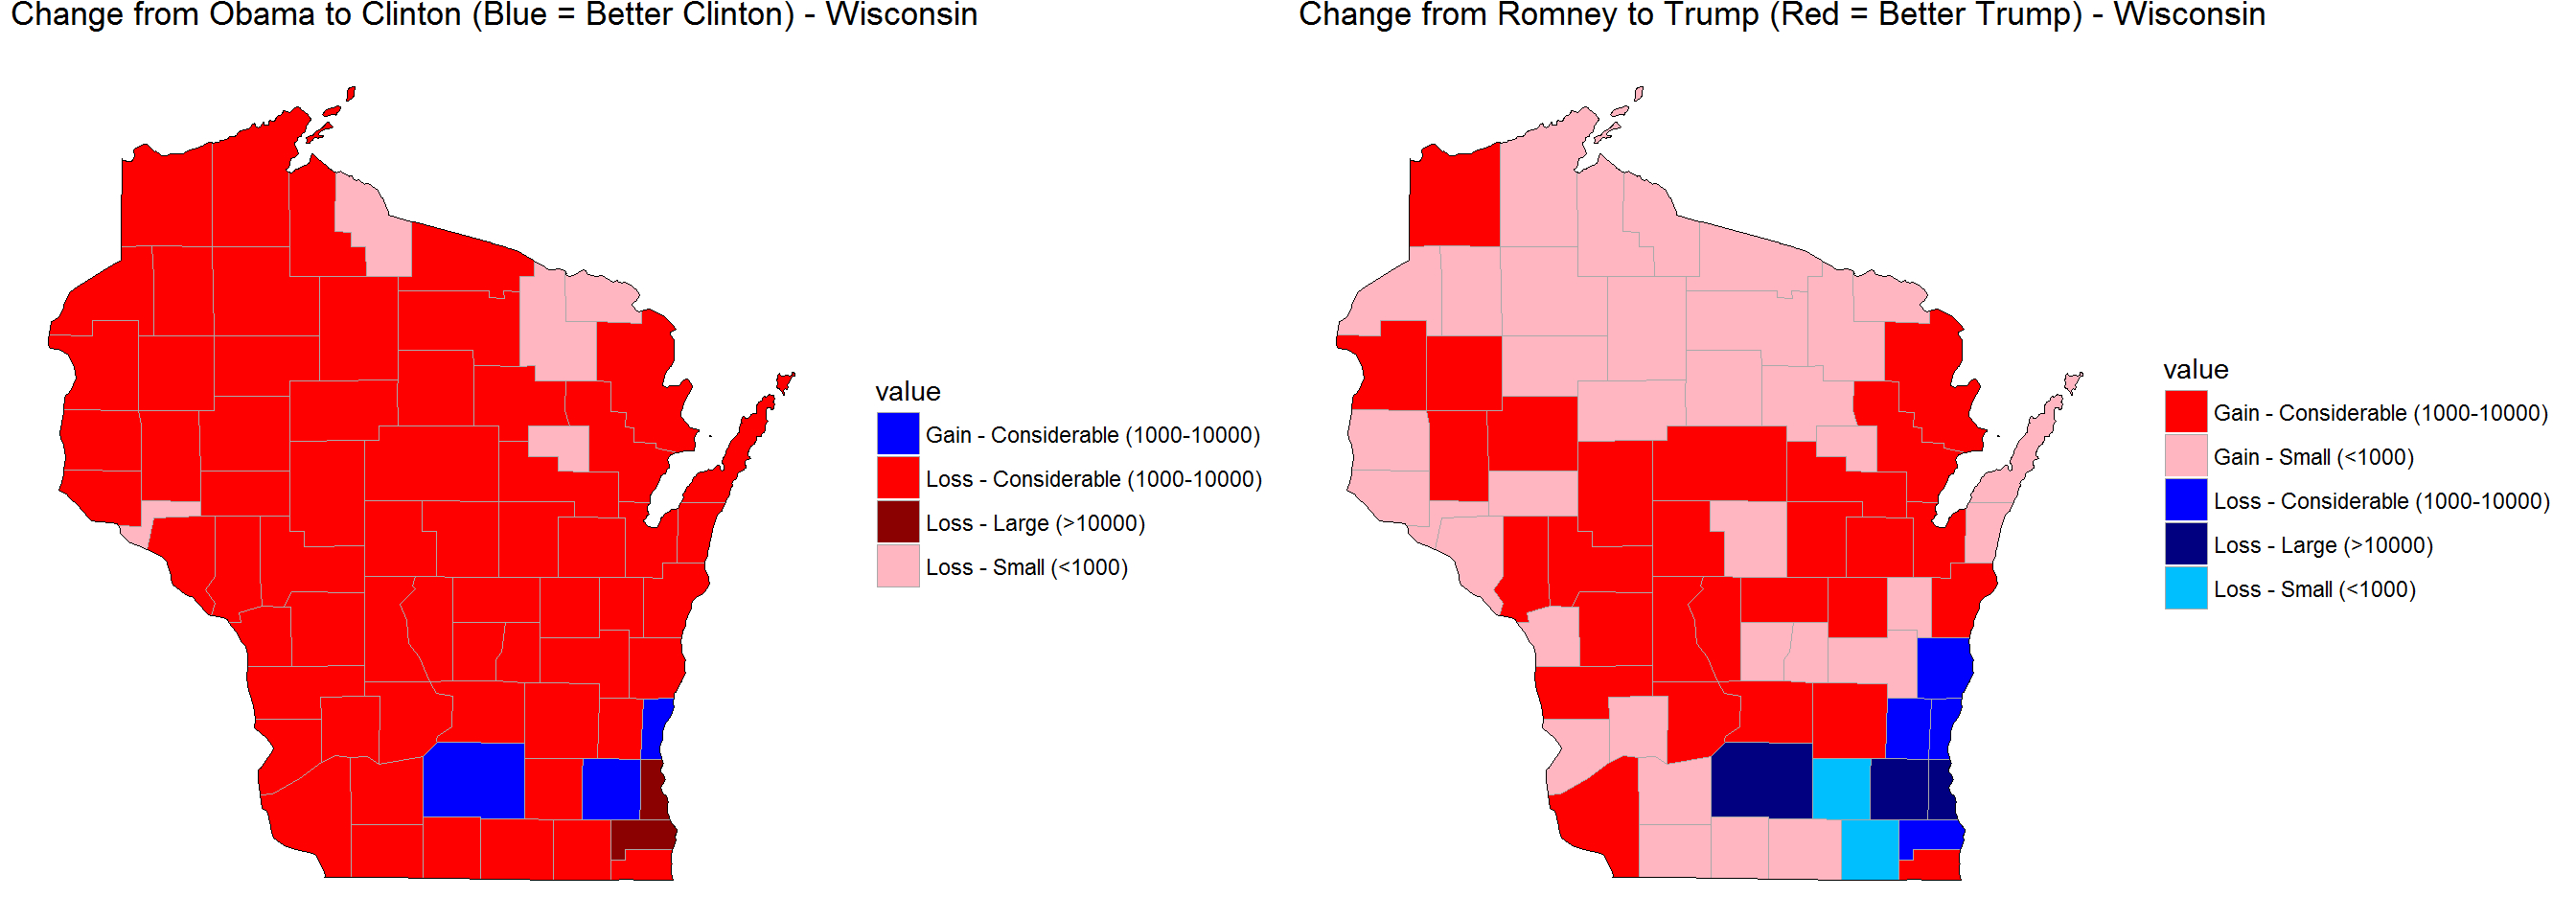 Change from Obama to Clinton (Blue = Better Clinton) - Wisconsin
value
Gain - Considerable (1000-10000)
Loss - Considerable (1000-10000)
Loss - Large (>10000)
Loss - Small (<1000)
Change from Romney to Trump (Red = Better Trump) - Wisconsin
value
Gain - Considerable (1000-10000)
Gain - Small (<1000)
Loss - Considerable (1000-10000)
Loss - Large (>10000)
Loss - Small (<1000)